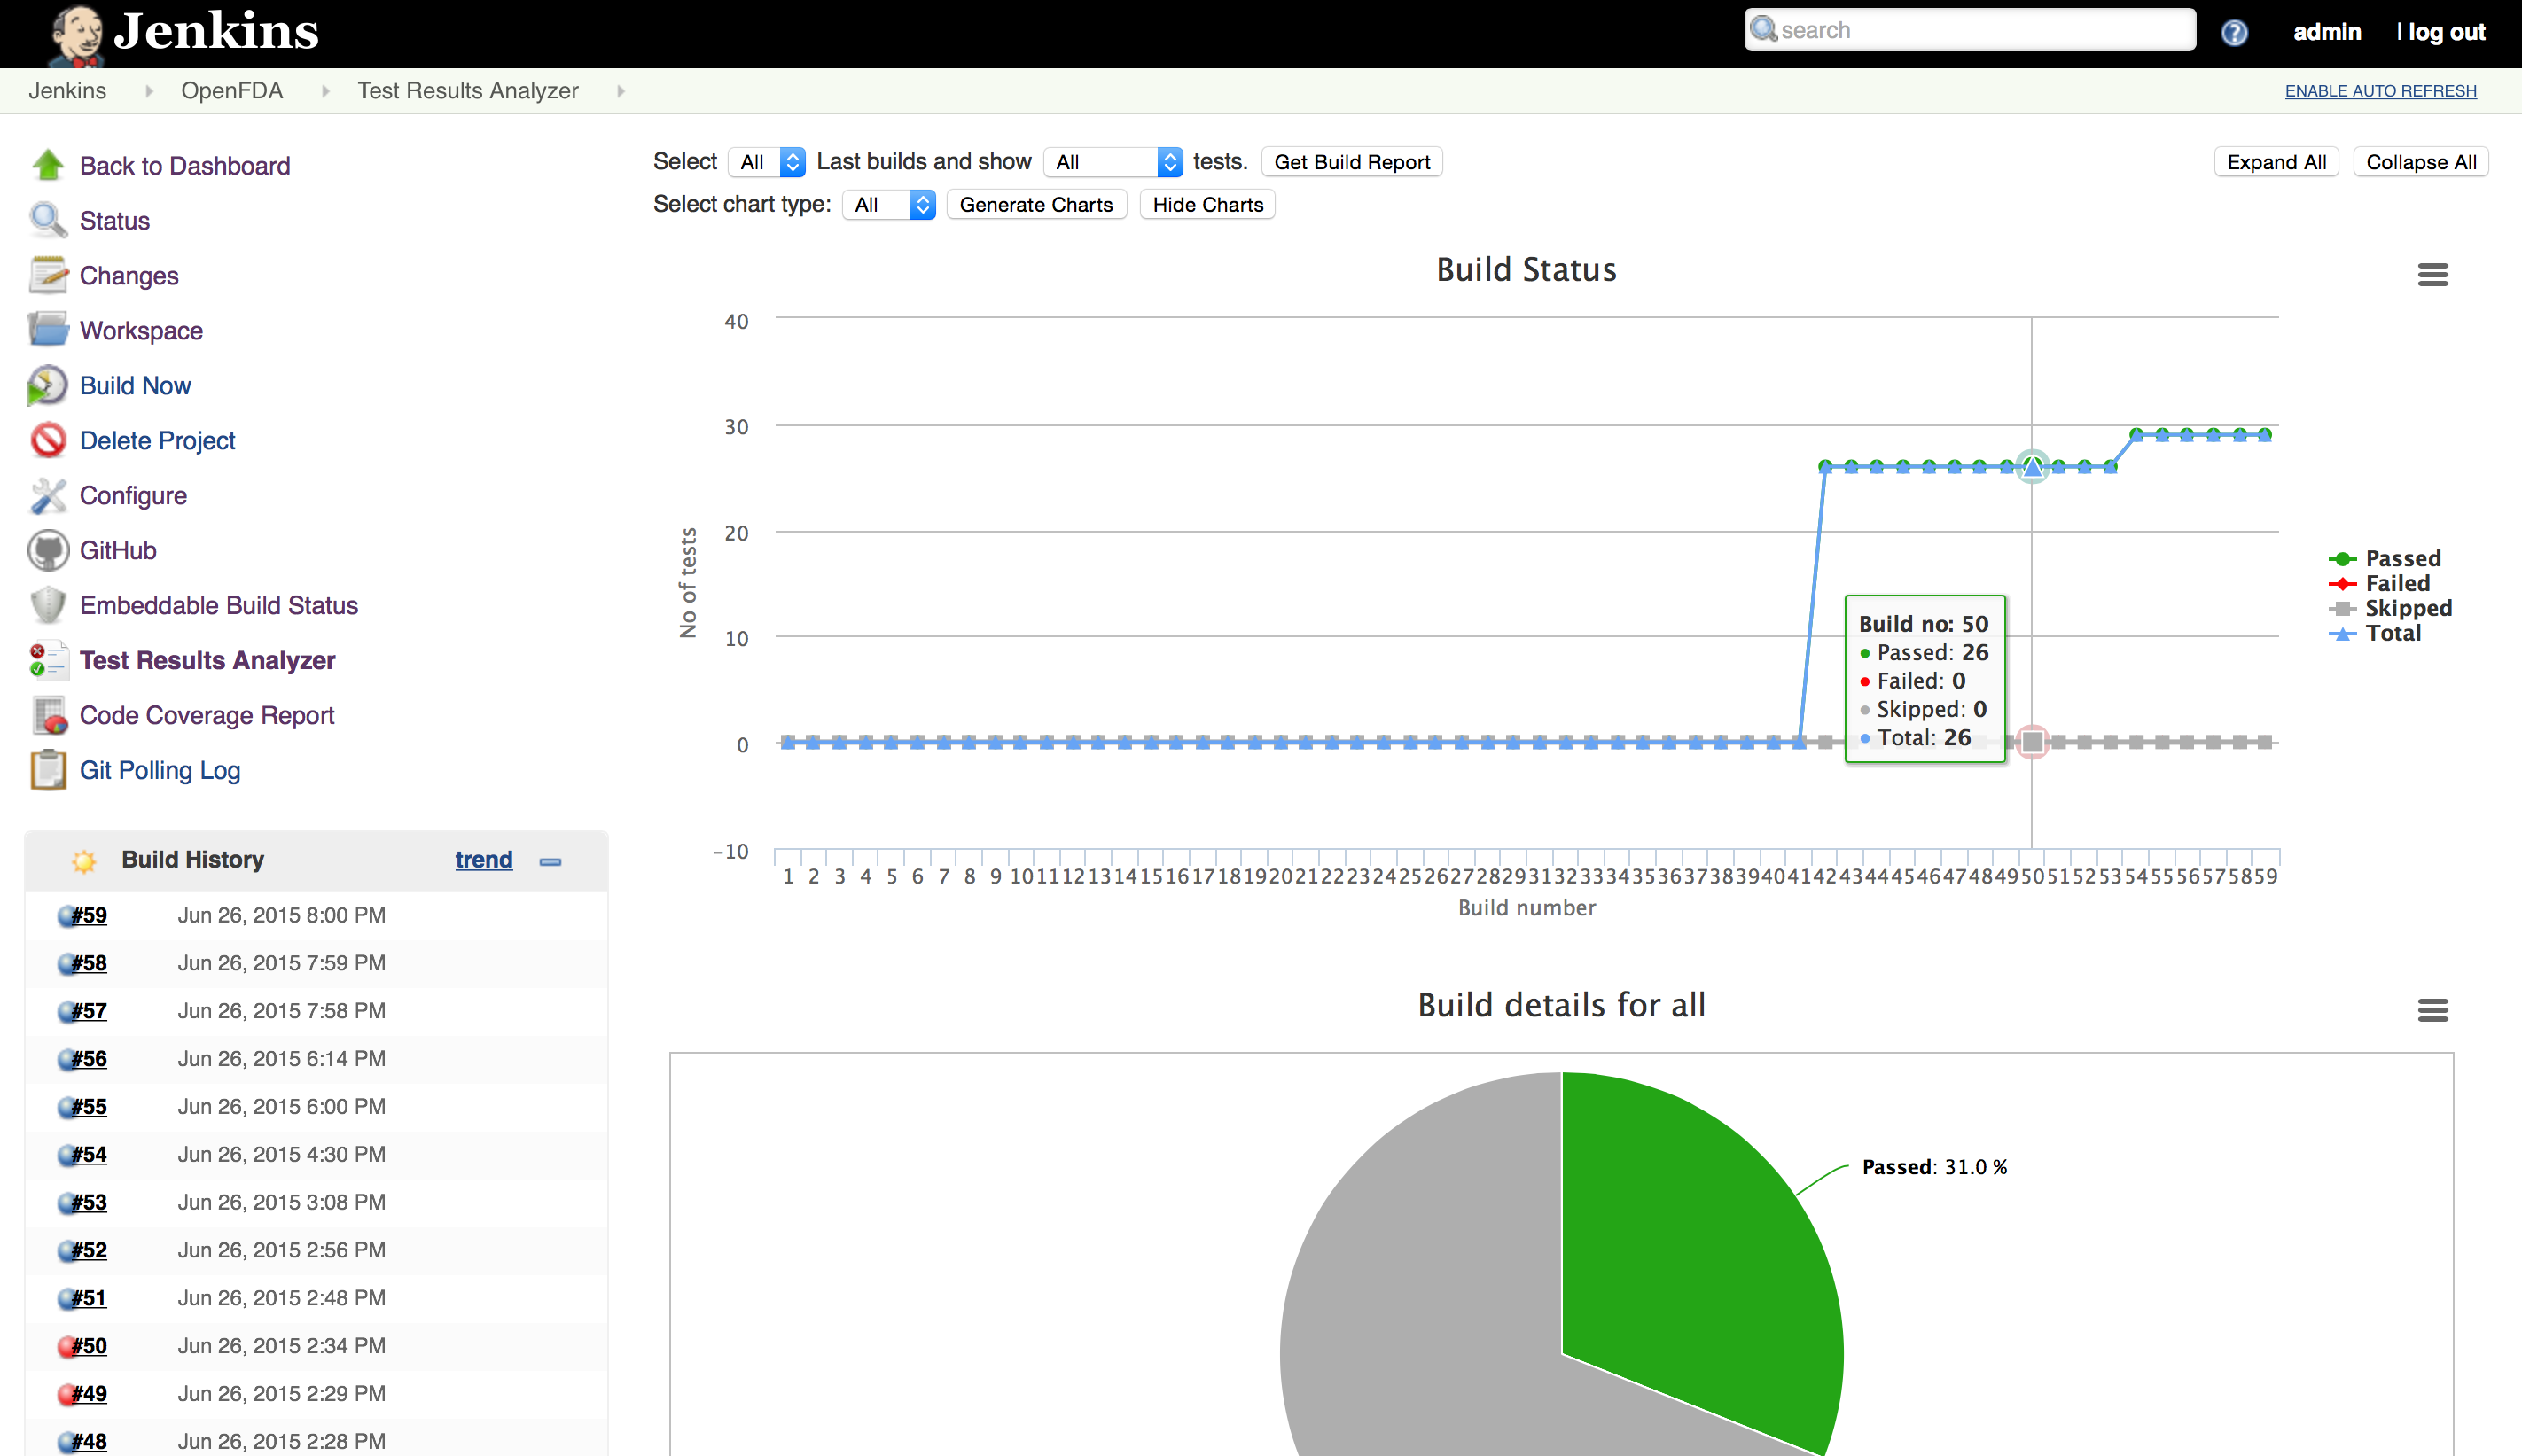 Jenkins
search
admin
| log out
Jenkins
OpenFDA
Test Results Analyzer
ENABLE AUTO REFRESH
Back to Dashboard
Status
Changes
Workspace
Build Now
Delete Project
Configure
GitHub
Embeddable Build Status
Test Results Analyzer
Code Coverage Report
Git Polling Log
Build History
trend
#59 Jun 26, 2015 8:00 PM
#58 Jun 26, 2015 7:59 PM
#57 Jun 26, 2015 7:58 PM
#56 Jun 26, 2015 6:14 PM
#55 Jun 26, 2015 6:00 PM
#54 Jun 26, 2015 4:30 PM
#53 Jun 26, 2015 3:08 PM
#52 Jun 26, 2015 2:56 PM
#51 Jun 26, 2015 2:48 PM
#50 Jun 26, 2015 2:34 PM
#49 Jun 26, 2015 2:29 PM
#48 Jun 26, 2015 2:28 PM
Select All Last builds and show All tests. Get Build Report
Expand All
Collapse All
Select chart type: All Generate Charts Hide Charts
Build Status
40
30
20
10
0
-10
No of tests
1 2 3 4 5 6 7 8 9 10 11 12 13 14 15 16 17 18 19 20 21 22 23 24 25 26 27 28 29 31 32 33 34 35 36 37 38 39 40 41 42 43 44 45 46 47 48 49 50 51 52 53 54 55 56 57 58 59
Build number
Build no: 50
Passed: 26
Failed: 0
Skipped: 0
Total: 26
Passed
Failed
Skipped
Total
Build details for all
Passed: 31.0 %